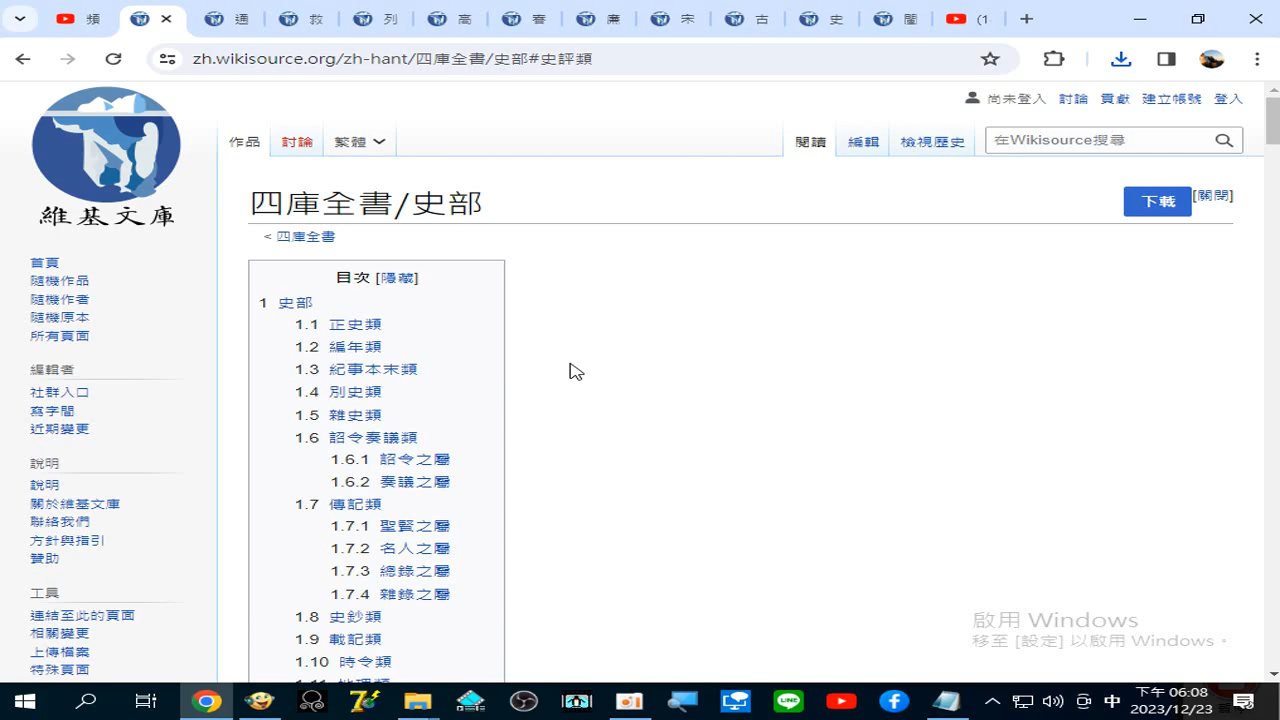 頻
通
救
列
高
春
廉
宋
古
史
閩
(1
zh.wikisource.org/zh-hant/四庫全書/史部#史評類
尚未登入 討論 貢獻 建立帳號 登入
作品 討論 繁體
閱讀 編輯 檢視歷史 在Wikisource搜尋
維基文庫
四庫全書/史部
下載 [關閉]
< 四庫全書
首頁
隨機作品
隨機作者
隨機原本
所有頁面
編輯者
社群入口
寫字間
近期變更
說明
說明
關於維基文庫
聯絡我們
方針與指引
贊助
工具
連結至此的頁面
相關變更
上傳檔案
特殊頁面
目次 [隱藏]
1 史部
1.1 正史類
1.2 編年類
1.3 紀事本末類
1.4 別史類
1.5 雜史類
1.6 詔令奏議類
1.6.1 詔令之屬
1.6.2 奏議之屬
1.7 傳記類
1.7.1 聖賢之屬
1.7.2 名人之屬
1.7.3 總錄之屬
1.7.4 雜錄之屬
1.8 史鈔類
1.9 載記類
1.10 時令類
1.11 地理類
啟用 Windows
移至 [設定] 以啟用 Windows。
中
下午 06:08
2023/12/23